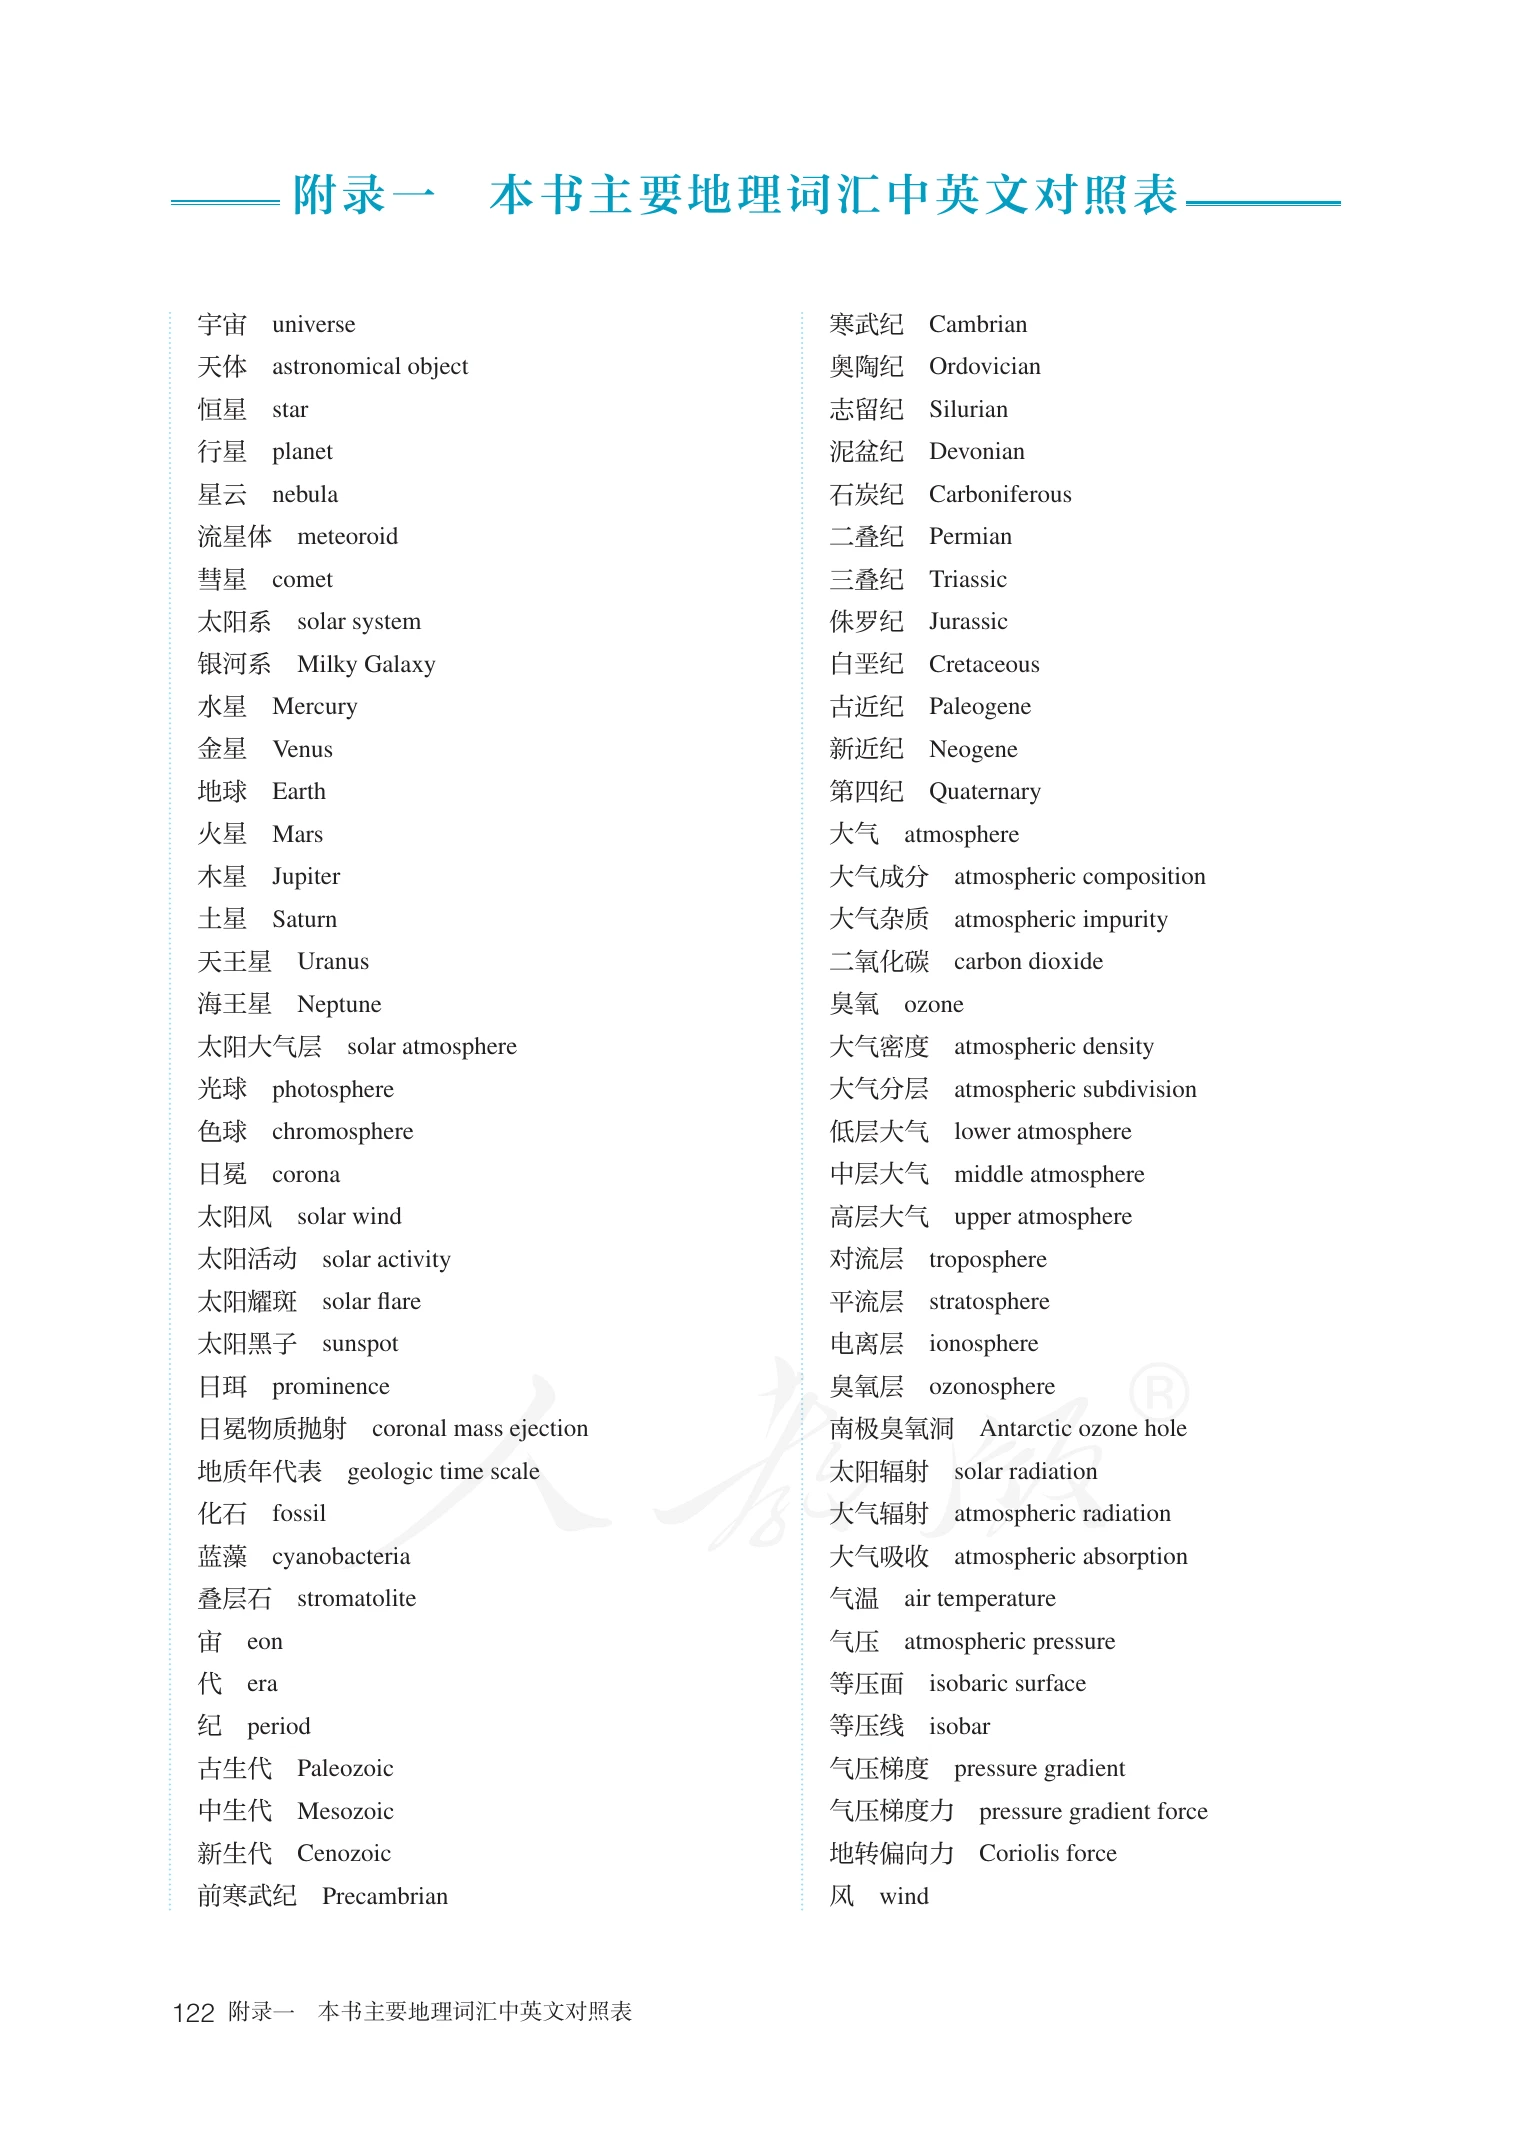 附录一　本书主要地理词汇中英文对照表
宇宙　universe
天体　astronomical object
恒星　star
行星　planet
星云　nebula
流星体　meteoroid
彗星　comet
太阳系　solar system
银河系　Milky Galaxy
水星　Mercury
金星　Venus
地球　Earth
火星　Mars
木星　Jupiter
土星　Saturn
天王星　Uranus
海王星　Neptune
太阳大气层　solar atmosphere
光球　photosphere
色球　chromosphere
日冕　corona
太阳风　solar wind
太阳活动　solar activity
太阳耀斑　solar flare
太阳黑子　sunspot
日珥　prominence
日冕物质抛射　coronal mass ejection
地质年代表　geologic time scale
化石　fossil
蓝藻　cyanobacteria
叠层石　stromatolite
宙　eon
代　era
纪　period
古生代　Paleozoic
中生代　Mesozoic
新生代　Cenozoic
前寒武纪　Precambrian
寒武纪　Cambrian
奥陶纪　Ordovician
志留纪　Silurian
泥盆纪　Devonian
石炭纪　Carboniferous
二叠纪　Permian
三叠纪　Triassic
侏罗纪　Jurassic
白垩纪　Cretaceous
古近纪　Paleogene
新近纪　Neogene
第四纪　Quaternary
大气　atmosphere
大气成分　atmospheric composition
大气杂质　atmospheric impurity
二氧化碳　carbon dioxide
臭氧　ozone
大气密度　atmospheric density
大气分层　atmospheric subdivision
低层大气　lower atmosphere
中层大气　middle atmosphere
高层大气　upper atmosphere
对流层　troposphere
平流层　stratosphere
电离层　ionosphere
臭氧层　ozonosphere
南极臭氧洞　Antarctic ozone hole
太阳辐射　solar radiation
大气辐射　atmospheric radiation
大气吸收　atmospheric absorption
气温　air temperature
气压　atmospheric pressure
等压面　isobaric surface
等压线　isobar
气压梯度　pressure gradient
气压梯度力　pressure gradient force
地转偏向力　Coriolis force
风　wind
人教版®
122 附录一　本书主要地理词汇中英文对照表